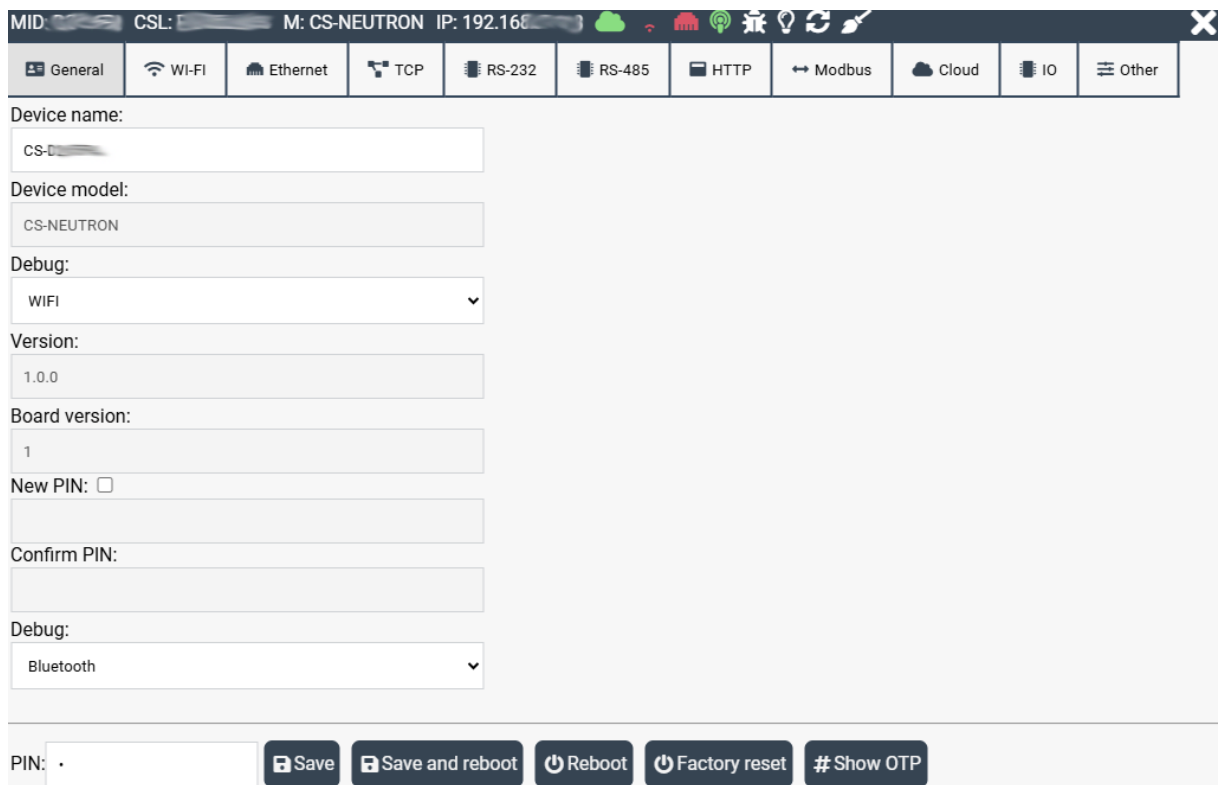 MID: CSL: M: CS-NEUTRON IP: 192.168
General WI-FI Ethernet TCP RS-232 RS-485 HTTP Modbus Cloud IO Other
Device name:
CS-
Device model:
CS-NEUTRON
Debug:
WIFI
Version:
1.0.0
Board version:
1
New PIN:
Confirm PIN:
Debug:
Bluetooth
PIN: Save Save and reboot Reboot Factory reset # Show OTP